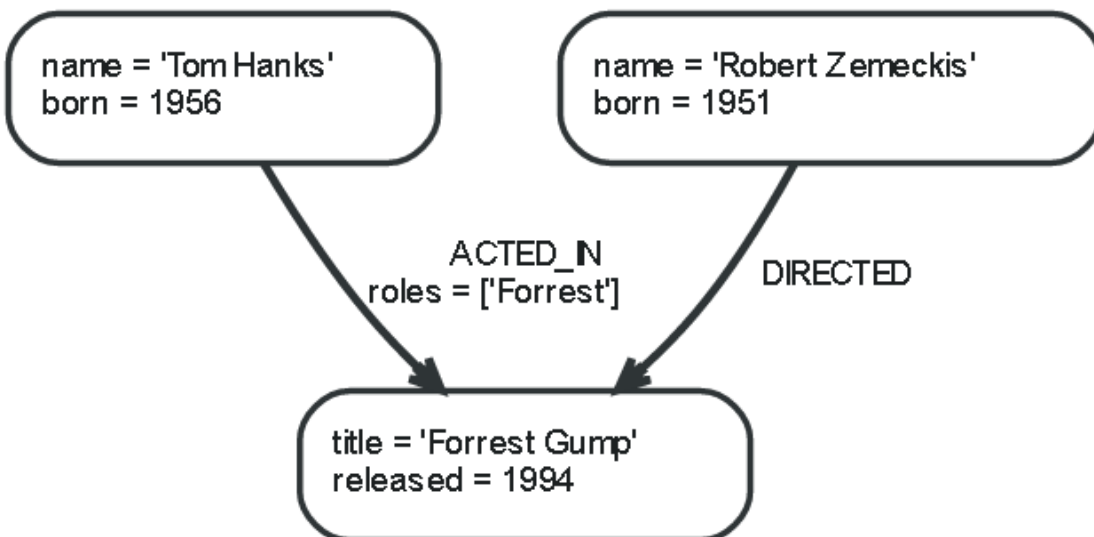 name = 'Tom Hanks'
born = 1956
name = 'Robert Zemeckis'
born = 1951
ACTED_IN
roles = ['Forrest']
DIRECTED
title = 'Forrest Gump'
released = 1994